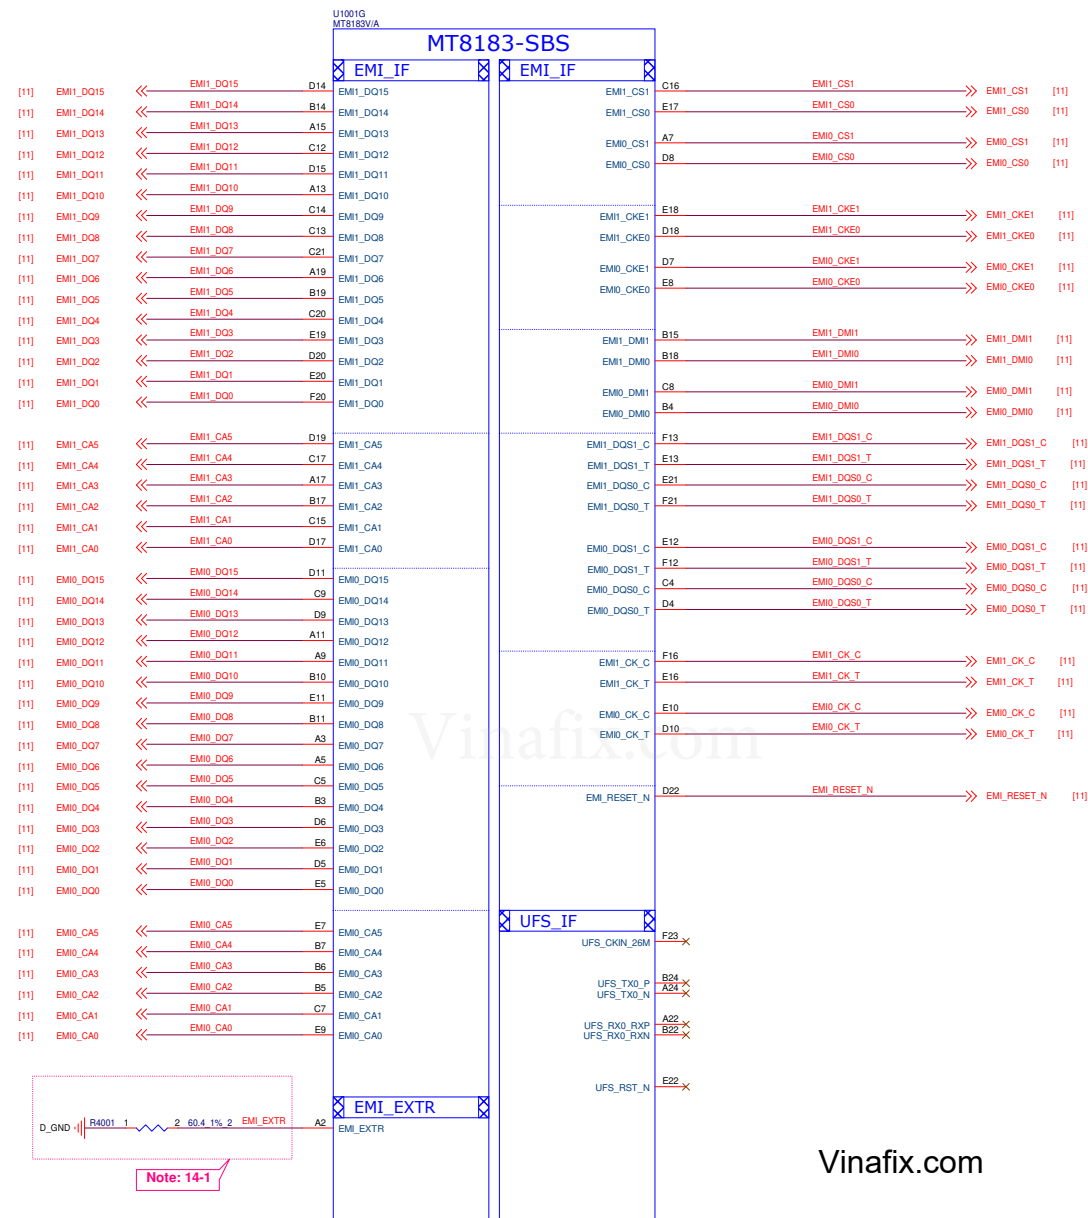 U1001G
MT8183V/A
MT8183-SBS
EMI_IF
[11] EMI1_DQ15 EMI1_DQ15 D14 EMI1_DQ15
[11] EMI1_DQ14 EMI1_DQ14 B14 EMI1_DQ14
[11] EMI1_DQ13 EMI1_DQ13 A15 EMI1_DQ13
[11] EMI1_DQ12 EMI1_DQ12 C12 EMI1_DQ12
[11] EMI1_DQ11 EMI1_DQ11 D15 EMI1_DQ11
[11] EMI1_DQ10 EMI1_DQ10 A13 EMI1_DQ10
[11] EMI1_DQ9 EMI1_DQ9 C14 EMI1_DQ9
[11] EMI1_DQ8 EMI1_DQ8 C13 EMI1_DQ8
[11] EMI1_DQ7 EMI1_DQ7 C21 EMI1_DQ7
[11] EMI1_DQ6 EMI1_DQ6 A19 EMI1_DQ6
[11] EMI1_DQ5 EMI1_DQ5 B19 EMI1_DQ5
[11] EMI1_DQ4 EMI1_DQ4 C20 EMI1_DQ4
[11] EMI1_DQ3 EMI1_DQ3 E19 EMI1_DQ3
[11] EMI1_DQ2 EMI1_DQ2 D20 EMI1_DQ2
[11] EMI1_DQ1 EMI1_DQ1 E20 EMI1_DQ1
[11] EMI1_DQ0 EMI1_DQ0 F20 EMI1_DQ0
[11] EMI1_CA5 EMI1_CA5 D19 EMI1_CA5
[11] EMI1_CA4 EMI1_CA4 C17 EMI1_CA4
[11] EMI1_CA3 EMI1_CA3 A17 EMI1_CA3
[11] EMI1_CA2 EMI1_CA2 B17 EMI1_CA2
[11] EMI1_CA1 EMI1_CA1 C15 EMI1_CA1
[11] EMI1_CA0 EMI1_CA0 D17 EMI1_CA0
[11] EMI0_DQ15 EMI0_DQ15 D11 EMI0_DQ15
[11] EMI0_DQ14 EMI0_DQ14 C9 EMI0_DQ14
[11] EMI0_DQ13 EMI0_DQ13 D9 EMI0_DQ13
[11] EMI0_DQ12 EMI0_DQ12 A11 EMI0_DQ12
[11] EMI0_DQ11 EMI0_DQ11 A9 EMI0_DQ11
[11] EMI0_DQ10 EMI0_DQ10 B10 EMI0_DQ10
[11] EMI0_DQ9 EMI0_DQ9 E11 EMI0_DQ9
[11] EMI0_DQ8 EMI0_DQ8 B11 EMI0_DQ8
[11] EMI0_DQ7 EMI0_DQ7 A3 EMI0_DQ7
[11] EMI0_DQ6 EMI0_DQ6 A5 EMI0_DQ6
[11] EMI0_DQ5 EMI0_DQ5 C5 EMI0_DQ5
[11] EMI0_DQ4 EMI0_DQ4 B3 EMI0_DQ4
[11] EMI0_DQ3 EMI0_DQ3 D6 EMI0_DQ3
[11] EMI0_DQ2 EMI0_DQ2 E6 EMI0_DQ2
[11] EMI0_DQ1 EMI0_DQ1 D5 EMI0_DQ1
[11] EMI0_DQ0 EMI0_DQ0 E5 EMI0_DQ0
[11] EMI0_CA5 EMI0_CA5 E7 EMI0_CA5
[11] EMI0_CA4 EMI0_CA4 B7 EMI0_CA4
[11] EMI0_CA3 EMI0_CA3 B6 EMI0_CA3
[11] EMI0_CA2 EMI0_CA2 B5 EMI0_CA2
[11] EMI0_CA1 EMI0_CA1 C7 EMI0_CA1
[11] EMI0_CA0 EMI0_CA0 E9 EMI0_CA0
EMI_EXTR
D_GND R4001 1 2 60.4_1%_2 EMI_EXTR A2 EMI_EXTR
Note: 14-1
EMI_IF
EMI1_CS1 C16 EMI1_CS1 EMI1_CS1 [11]
EMI1_CS0 E17 EMI1_CS0 EMI1_CS0 [11]
EMI0_CS1 A7 EMI0_CS1 EMI0_CS1 [11]
EMI0_CS0 D8 EMI0_CS0 EMI0_CS0 [11]
EMI1_CKE1 E18 EMI1_CKE1 EMI1_CKE1 [11]
EMI1_CKE0 D18 EMI1_CKE0 EMI1_CKE0 [11]
EMI0_CKE1 D7 EMI0_CKE1 EMI0_CKE1 [11]
EMI0_CKE0 E8 EMI0_CKE0 EMI0_CKE0 [11]
EMI1_DMI1 B15 EMI1_DMI1 EMI1_DMI1 [11]
EMI1_DMI0 B18 EMI1_DMI0 EMI1_DMI0 [11]
EMI0_DMI1 C8 EMI0_DMI1 EMI0_DMI1 [11]
EMI0_DMI0 B4 EMI0_DMI0 EMI0_DMI0 [11]
EMI1_DQS1_C F13 EMI1_DQS1_C EMI1_DQS1_C [11]
EMI1_DQS1_T E13 EMI1_DQS1_T EMI1_DQS1_T [11]
EMI1_DQS0_C E21 EMI1_DQS0_C EMI1_DQS0_C [11]
EMI1_DQS0_T F21 EMI1_DQS0_T EMI1_DQS0_T [11]
EMI0_DQS1_C E12 EMI0_DQS1_C EMI0_DQS1_C [11]
EMI0_DQS1_T F12 EMI0_DQS1_T EMI0_DQS1_T [11]
EMI0_DQS0_C C4 EMI0_DQS0_C EMI0_DQS0_C [11]
EMI0_DQS0_T D4 EMI0_DQS0_T EMI0_DQS0_T [11]
EMI1_CK_C F16 EMI1_CK_C EMI1_CK_C [11]
EMI1_CK_T E16 EMI1_CK_T EMI1_CK_T [11]
EMI0_CK_C E10 EMI0_CK_C EMI0_CK_C [11]
EMI0_CK_T D10 EMI0_CK_T EMI0_CK_T [11]
Vinafix.com
EMI_RESET_N D22 EMI_RESET_N EMI_RESET_N [11]
UFS_IF
UFS_CKIN_26M F23
UFS_TX0_P B24
UFS_TX0_N A24
UFS_RX0_RXP A22
UFS_RX0_RXN B22
UFS_RST_N E22
Vinafix.com